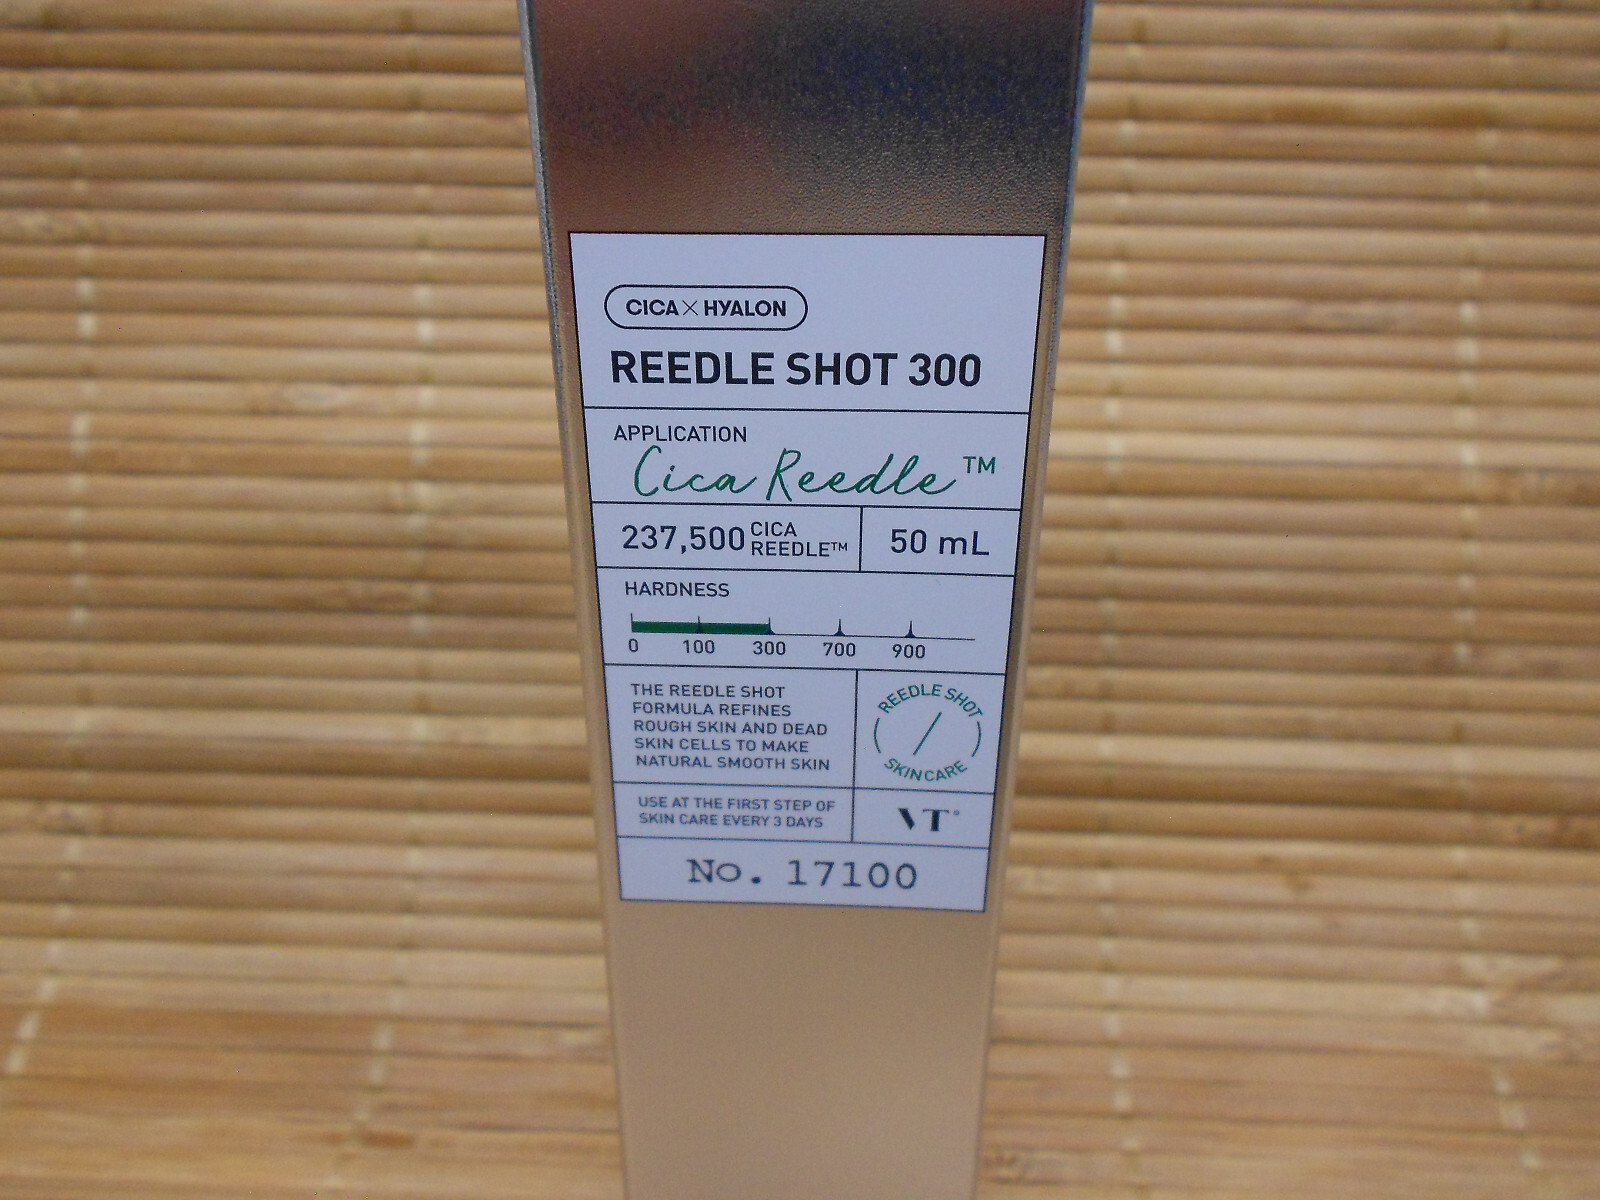 CICA×HYALON
REEDLE SHOT 300
APPLICATION
Cica Reedle™
237,500 CICA REEDLE™
50 mL
HARDNESS
0 100 300 700 900
THE REEDLE SHOT
FORMULA REFINES
ROUGH SKIN AND DEAD
SKIN CELLS TO MAKE
NATURAL SMOOTH SKIN
REEDLE SHOT
SKINCARE
USE AT THE FIRST STEP OF
SKIN CARE EVERY 3 DAYS
VT°
No. 17100